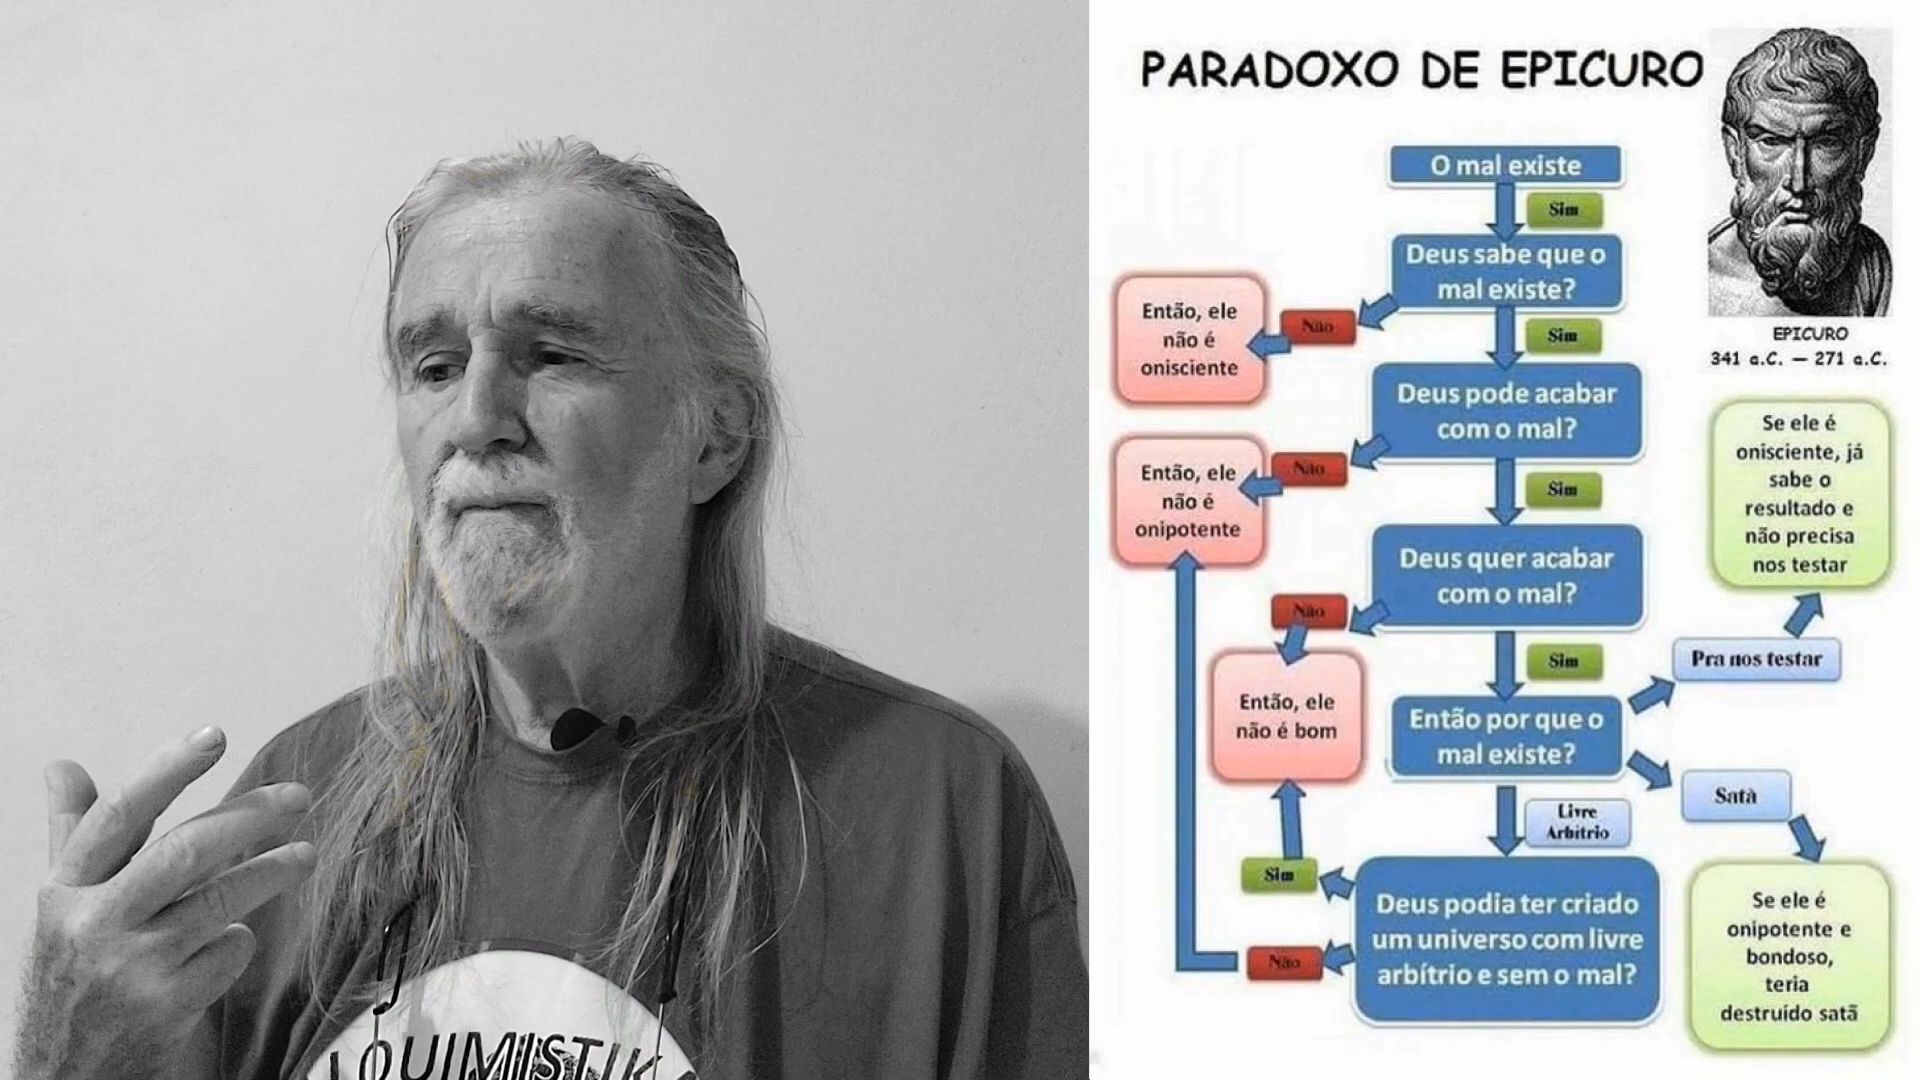 PARADOXO DE EPICURO
O mal existe
Sim
Deus sabe que o
mal existe?
Não
Então, ele
não é
onisciente
Sim
EPICURO
341 a.C. — 271 a.C.
Deus pode acabar
com o mal?
Não
Então, ele
não é
onipotente
Sim
Deus quer acabar
com o mal?
Não
Então, ele
não é bom
Sim
Então por que o
mal existe?
Pra nos testar
Se ele é
onisciente, já
sabe o
resultado e
não precisa
nos testar
Satã
Se ele é
onipotente e
bondoso,
teria
destruído satã
Livre
Arbítrio
Deus podia ter criado
um universo com livre
arbítrio e sem o mal?
Sim
Não
QUIMISTIK